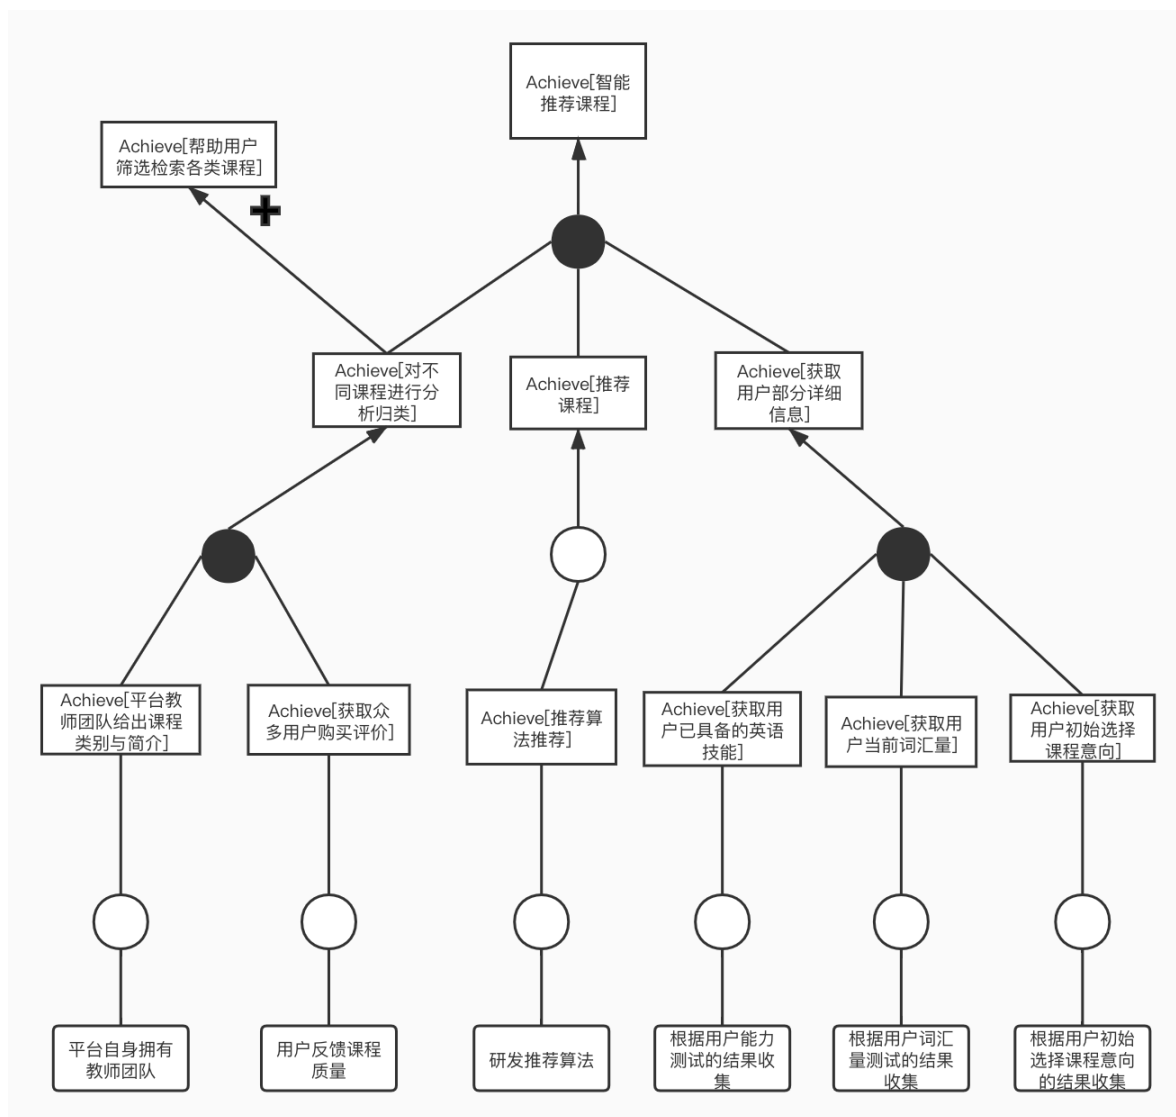 Achieve[智能
推荐课程]
Achieve[帮助用户
筛选检索各类课程]
Achieve[对不
同课程进行分
析归类]
Achieve[推荐
课程]
Achieve[获取
用户部分详细
信息]
Achieve[平台教
师团队给出课程
类别与简介]
Achieve[获取众
多用户购买评价]
Achieve[推荐算
法推荐]
Achieve[获取用
户已具备的英语
技能]
Achieve[获取用
户当前词汇量]
Achieve[获取
用户初始选择
课程意向]
平台自身拥有
教师团队
用户反馈课程
质量
研发推荐算法
根据用户能力
测试的结果收
集
根据用户词汇
量测试的结果
收集
根据用户初始
选择课程意向
的结果收集